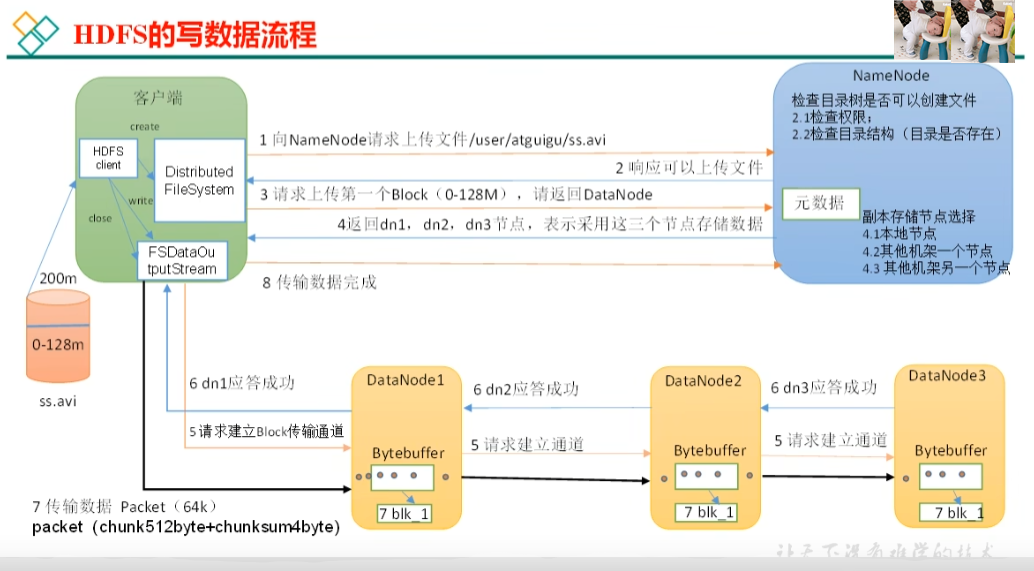 HDFS的写数据流程
客户端
create
HDFS
client
Distributed
FileSystem
write
close
FSDataOu
tputStream
200m
0-128m
ss.avi
1 向NameNode请求上传文件/user/atguigu/ss.avi
2 响应可以上传文件
3 请求上传第一个Block（0-128M），请返回DataNode
4返回dn1，dn2，dn3节点，表示采用这三个节点存储数据
8 传输数据完成
NameNode
检查目录树是否可以创建文件
2.1检查权限；
2.2检查目录结构（目录是否存在）
元数据
副本存储节点选择
4.1本地节点
4.2其他机架一个节点
4.3 其他机架另一个节点
6 dn1应答成功
5 请求建立Block传输通道
DataNode1
Bytebuffer
7 blk_1
6 dn2应答成功
5 请求建立通道
DataNode2
Bytebuffer
7 blk_1
6 dn3应答成功
5 请求建立通道
DataNode3
Bytebuffer
7 blk_1
7 传输数据 Packet（64k）
packet（chunk512byte+chunksum4byte）
让天下没有难学的技术